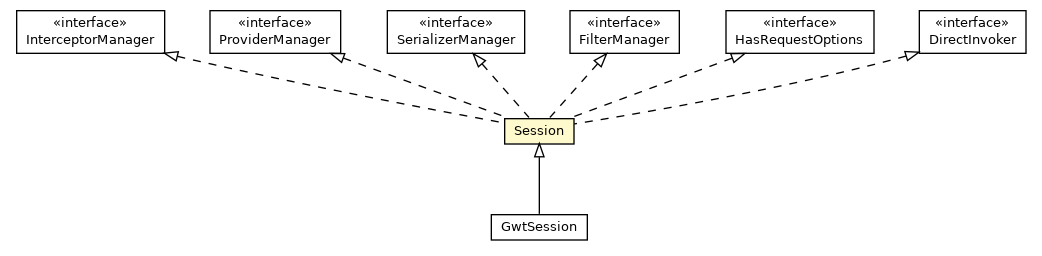 «interface»
InterceptorManager
«interface»
ProviderManager
«interface»
SerializerManager
«interface»
FilterManager
«interface»
HasRequestOptions
«interface»
DirectInvoker
Session
GwtSession